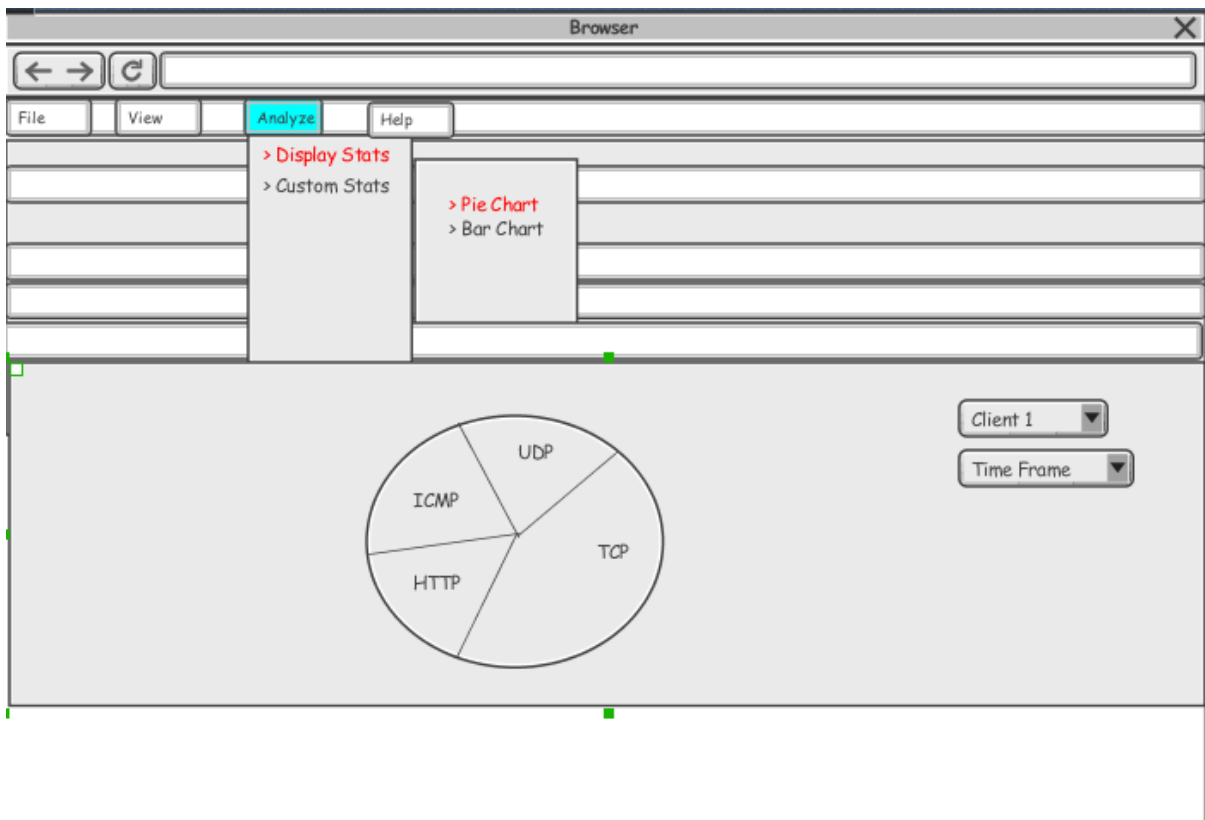 Browser
File
View
Analyze
Help
> Display Stats
> Custom Stats
> Pie Chart
> Bar Chart
Client 1
Time Frame
UDP
ICMP
TCP
HTTP